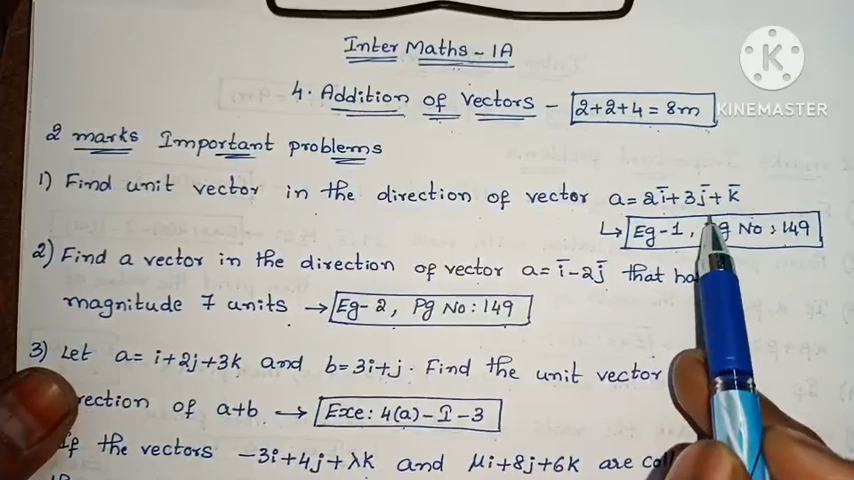 Inter Maths - 1A
4. Addition of vectors - 2+2+4 = 8m
KINEMASTER
2 marks Important problems
1) Find unit vector in the direction of vector a = 2i̅ + 3j̅ + k̅
↳ Eg-1, Pg No : 149
2) Find a vector in the direction of vector a = i̅ - 2j̅ that
magnitude 7 units → Eg-2, Pg No : 149
3) Let a = i+2j+3k and b = 3i+j. Find the unit vector
of a+b → Exe: 4(a)-I-3
If the vectors -3i+4j+λk and μi+8j+6k are